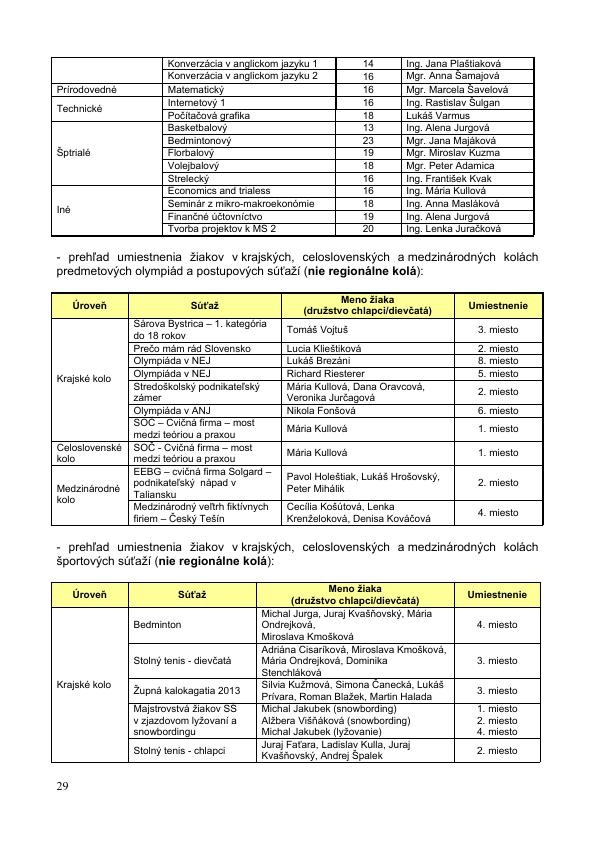 Konverzácia v anglickom jazyku 1 14 Ing. Jana Plaštiaková
Konverzácia v anglickom jazyku 2 16 Mgr. Anna Šamajová
Prírodovedné Matematický 16 Mgr. Marcela Šavelová
Technické Internetový 1 16 Ing. Rastislav Šulgan
Počítačová grafika 18 Lukáš Varmus
Šptrialé Basketbalový 13 Ing. Alena Jurgová
Bedmintonový 23 Mgr. Jana Majáková
Florbalový 19 Mgr. Miroslav Kuzma
Volejbalový 18 Mgr. Peter Adamica
Strelecký 16 Ing. František Kvak
Iné Economics and trialess 16 Ing. Mária Kullová
Seminár z mikro-makroekonómie 18 Ing. Anna Masláková
Finančné účtovníctvo 19 Ing. Alena Jurgová
Tvorba projektov k MS 2 20 Ing. Lenka Juračková
- prehľad umiestnenia žiakov v krajských, celoslovenských a medzinárodných kolách
predmetových olympiád a postupových súťaží (nie regionálne kolá):
Úroveň Súťaž Meno žiaka
(družstvo chlapci/dievčatá) Umiestnenie
Krajské kolo Sárova Bystrica – 1. kategória
do 18 rokov Tomáš Vojtuš 3. miesto
Prečo mám rád Slovensko Lucia Klieštiková 2. miesto
Olympiáda v NEJ Lukáš Brezáni 8. miesto
Olympiáda v NEJ Richard Riesterer 5. miesto
Stredoškolský podnikateľský
zámer Mária Kullová, Dana Oravcová,
Veronika Jurčagová 2. miesto
Olympiáda v ANJ Nikola Fonšová 6. miesto
SOČ – Cvičná firma – most
medzi teóriou a praxou Mária Kullová 1. miesto
Celoslovenské
kolo SOČ - Cvičná firma – most
medzi teóriou a praxou Mária Kullová 1. miesto
Medzinárodné
kolo EEBG – cvičná firma Solgard –
podnikateľský nápad v
Taliansku Pavol Holeštiak, Lukáš Hrošovský,
Peter Mihálik 2. miesto
Medzinárodný veľtrh fiktívnych
firiem – Český Tešín Cecília Košútová, Lenka
Krenželoková, Denisa Kováčová 4. miesto
- prehľad umiestnenia žiakov v krajských, celoslovenských a medzinárodných kolách
športových súťaží (nie regionálne kolá):
Úroveň Súťaž Meno žiaka
(družstvo chlapci/dievčatá) Umiestnenie
Krajské kolo Bedminton Michal Jurga, Juraj Kvašňovský, Mária
Ondrejková,
Miroslava Kmošková 4. miesto
Stolný tenis - dievčatá Adriána Cisaríková, Miroslava Kmošková,
Mária Ondrejková, Dominika
Stenchláková 3. miesto
Župná kalokagatia 2013 Silvia Kužmová, Simona Čanecká, Lukáš
Prívara, Roman Blažek, Martin Halada 3. miesto
Majstrovstvá žiakov SŠ
v zjazdovom lyžovaní a
snowbordingu Michal Jakubek (snowbording) 1. miesto
Alžbera Višňáková (snowbording) 2. miesto
Michal Jakubek (lyžovanie) 4. miesto
Stolný tenis - chlapci Juraj Faťara, Ladislav Kulla, Juraj
Kvašňovský, Andrej Špalek 2. miesto
29